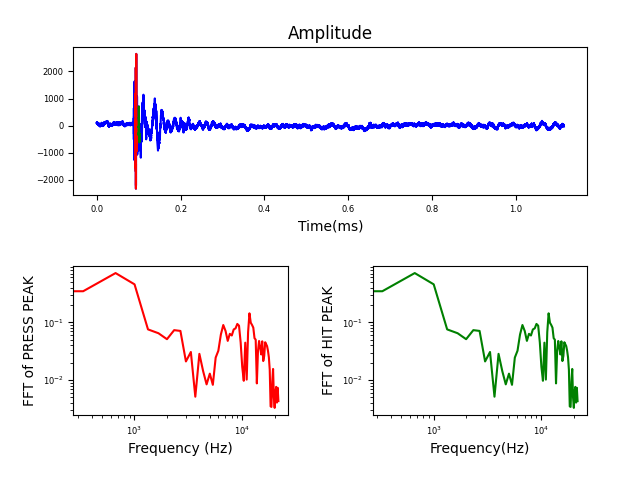 Amplitude
2000
1000
0
−1000
−2000
0.0 0.2 0.4 0.6 0.8 1.0
Time(ms)
FFT of PRESS PEAK
10⁻¹
10⁻²
10³ 10⁴
Frequency (Hz)
FFT of HIT PEAK
10⁻¹
10⁻²
10³ 10⁴
Frequency(Hz)